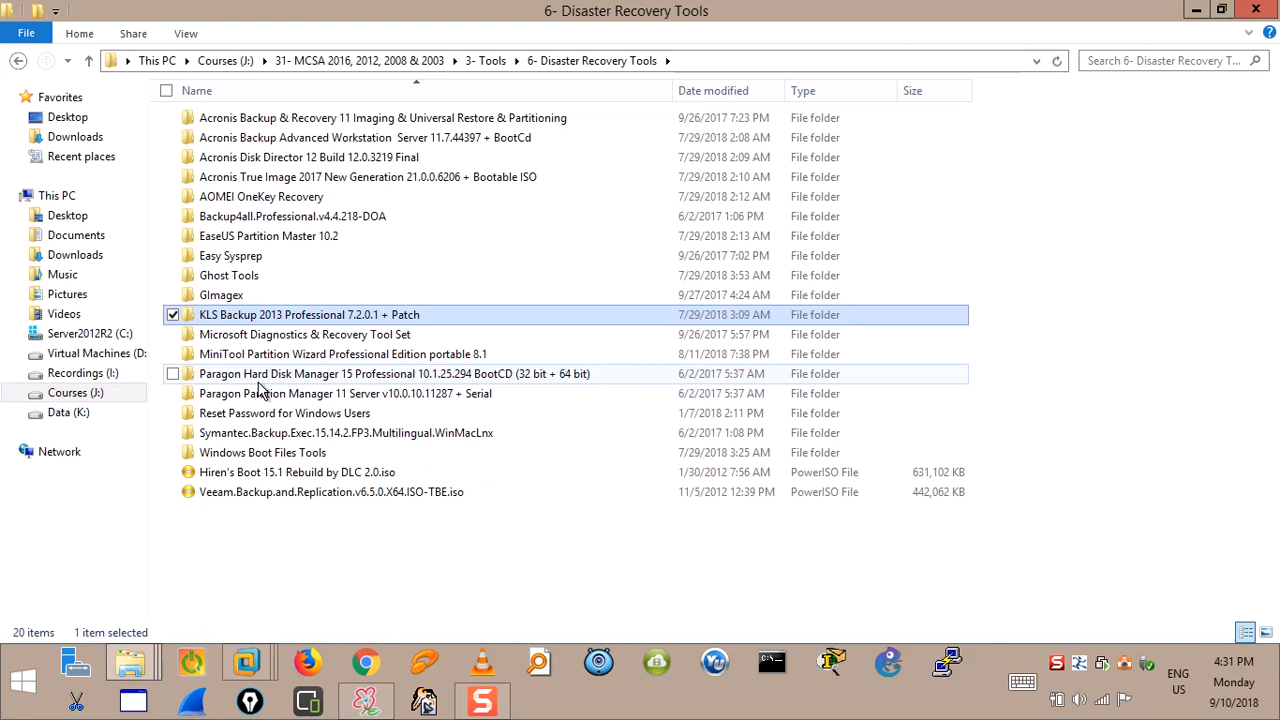 6- Disaster Recovery Tools
File Home Share View
This PC Courses (J:) 31- MCSA 2016, 2012, 2008 & 2003 3- Tools 6- Disaster Recovery Tools Search 6- Disaster Recovery T...
Name Date modified Type Size
Favorites
Desktop
Downloads
Recent places
This PC
Desktop
Documents
Downloads
Music
Pictures
Videos
Server2012R2 (C:)
Virtual Machines (D:
Recordings (I:)
Courses (J:)
Data (K:)
Network
Acronis Backup & Recovery 11 Imaging & Universal Restore & Partitioning 9/26/2017 7:23 PM File folder
Acronis Backup Advanced Workstation Server 11.7.44397 + BootCd 7/29/2018 2:08 AM File folder
Acronis Disk Director 12 Build 12.0.3219 Final 7/29/2018 2:09 AM File folder
Acronis True Image 2017 New Generation 21.0.0.6206 + Bootable ISO 7/29/2018 2:10 AM File folder
AOMEI OneKey Recovery 7/29/2018 2:12 AM File folder
Backup4all.Professional.v4.4.218-DOA 6/2/2017 1:06 PM File folder
EaseUS Partition Master 10.2 7/29/2018 2:13 AM File folder
Easy Sysprep 9/26/2017 7:02 PM File folder
Ghost Tools 7/29/2018 3:53 AM File folder
GImagex 9/27/2017 4:24 AM File folder
KLS Backup 2013 Professional 7.2.0.1 + Patch 7/29/2018 3:09 AM File folder
Microsoft Diagnostics & Recovery Tool Set 9/26/2017 5:57 PM File folder
MiniTool Partition Wizard Professional Edition portable 8.1 8/11/2018 7:38 PM File folder
Paragon Hard Disk Manager 15 Professional 10.1.25.294 BootCD (32 bit + 64 bit) 6/2/2017 5:37 AM File folder
Paragon Partition Manager 11 Server v10.0.10.11287 + Serial 6/2/2017 5:37 AM File folder
Reset Password for Windows Users 1/7/2018 2:11 PM File folder
Symantec.Backup.Exec.15.14.2.FP3.Multilingual.WinMacLnx 6/2/2017 1:08 PM File folder
Windows Boot Files Tools 7/29/2018 3:25 AM File folder
Hiren's Boot 15.1 Rebuild by DLC 2.0.iso 1/30/2012 7:56 AM PowerISO File 631,102 KB
Veeam.Backup.and.Replication.v6.5.0.X64.ISO-TBE.iso 11/5/2012 12:39 PM PowerISO File 442,062 KB
20 items 1 item selected
ENG
US
4:31 PM
Monday
9/10/2018